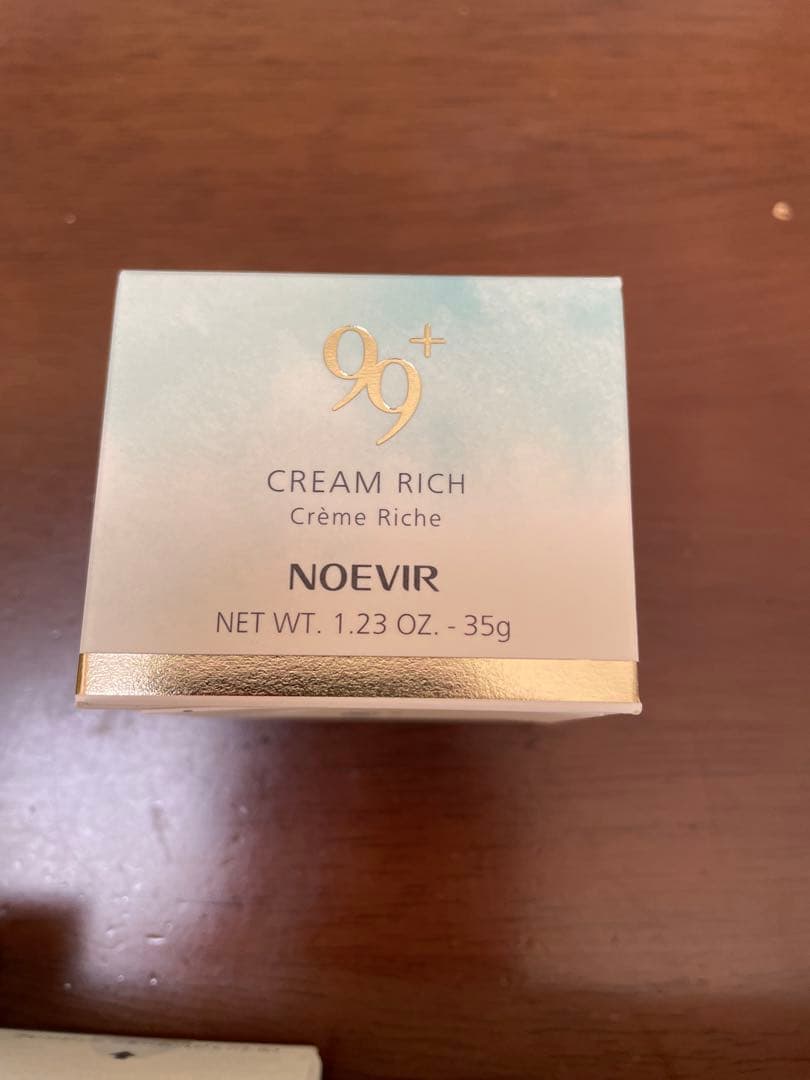 99+
CREAM RICH
Crème Riche
NOEVIR
NET WT. 1.23 OZ. - 35g